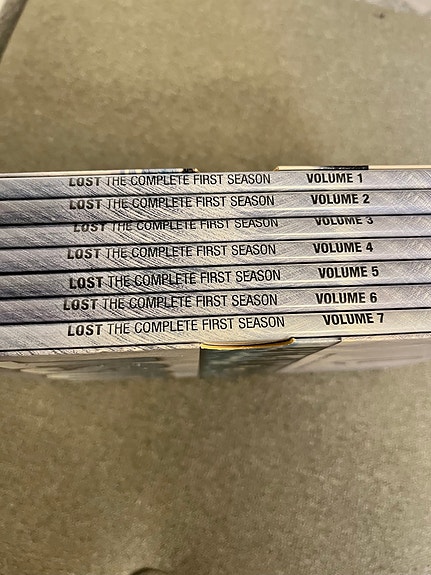 LOST THE COMPLETE FIRST SEASON VOLUME 1
LOST THE COMPLETE FIRST SEASON VOLUME 2
LOST THE COMPLETE FIRST SEASON VOLUME 3
LOST THE COMPLETE FIRST SEASON VOLUME 4
LOST THE COMPLETE FIRST SEASON VOLUME 5
LOST THE COMPLETE FIRST SEASON VOLUME 6
LOST THE COMPLETE FIRST SEASON VOLUME 7